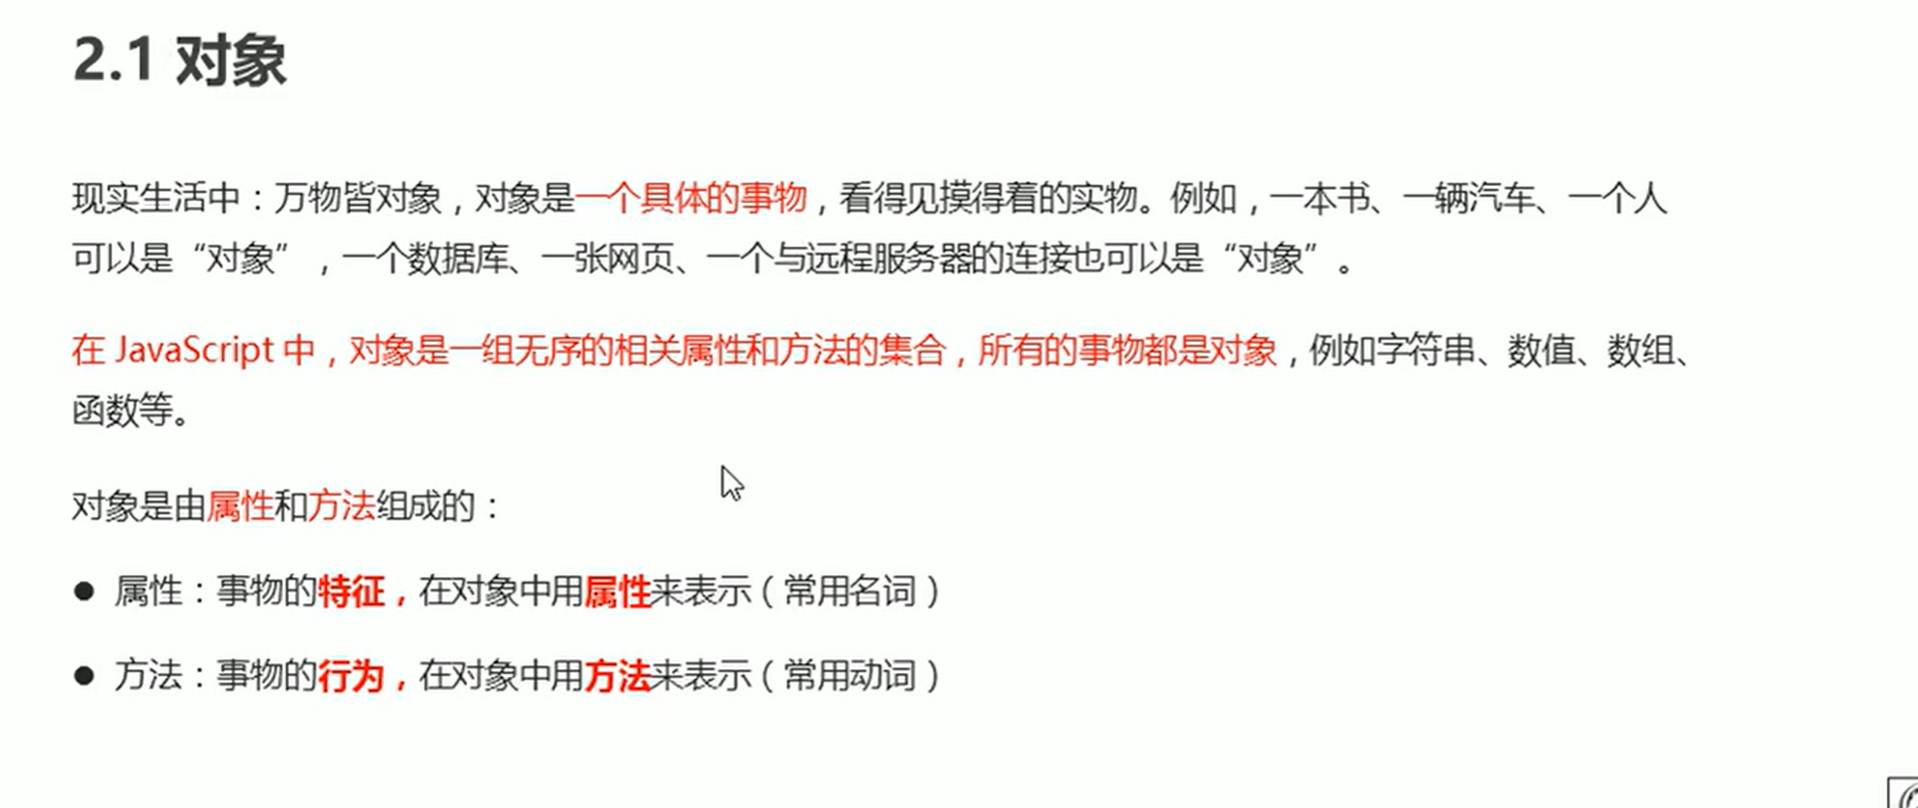 2.1 对象
现实生活中：万物皆对象，对象是一个具体的事物，看得见摸得着的实物。例如，一本书、一辆汽车、一个人
可以是“对象”，一个数据库、一张网页、一个与远程服务器的连接也可以是“对象”。
在 JavaScript 中，对象是一组无序的相关属性和方法的集合，所有的事物都是对象，例如字符串、数值、数组、
函数等。
对象是由属性和方法组成的：
● 属性：事物的特征，在对象中用属性来表示（常用名词）
● 方法：事物的行为，在对象中用方法来表示（常用动词）